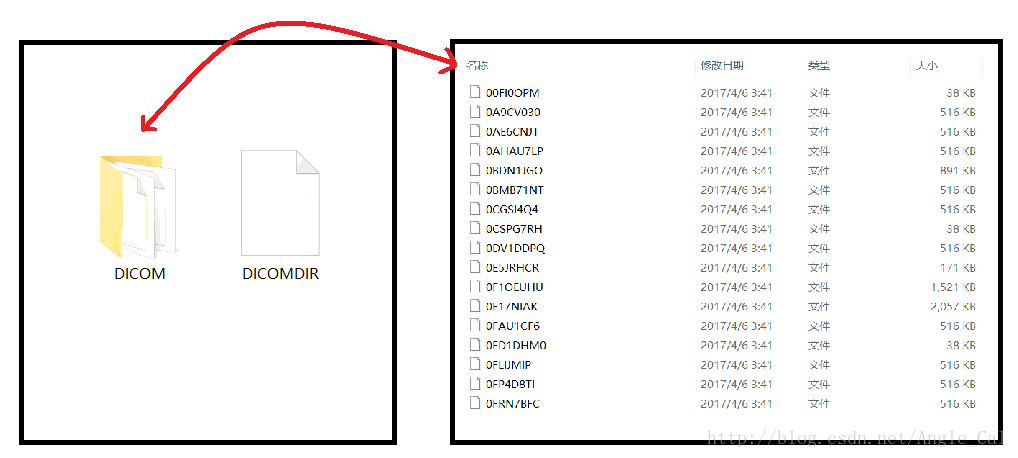 DICOM
DICOMDIR
名称 修改日期 类型 大小
00FI0OPM 2017/4/6 3:41 文件 38 KB
0A9CV030 2017/4/6 3:41 文件 516 KB
0AE6CNJT 2017/4/6 3:41 文件 516 KB
0AHAU7LP 2017/4/6 3:41 文件 516 KB
0BDN1JGO 2017/4/6 3:41 文件 891 KB
0BMB71NT 2017/4/6 3:41 文件 516 KB
0CGSI4Q4 2017/4/6 3:41 文件 516 KB
0CSPG7RH 2017/4/6 3:41 文件 38 KB
0DV1DDPQ 2017/4/6 3:41 文件 516 KB
0E5JRHCR 2017/4/6 3:41 文件 171 KB
2017/4/6 3:41 文件 1,521 KB
2017/4/6 3:41 文件 2,057 KB
0FAU1CF6 2017/4/6 3:41 文件 516 KB
0FD1DHM0 2017/4/6 3:41 文件 38 KB
0FLIJMIP 2017/4/6 3:41 文件 516 KB
0FP4D8TI 2017/4/6 3:41 文件 516 KB
0FRN7BFC 2017/4/6 3:41 文件 516 KB
http://blog.csdn.net/Angle_Cal